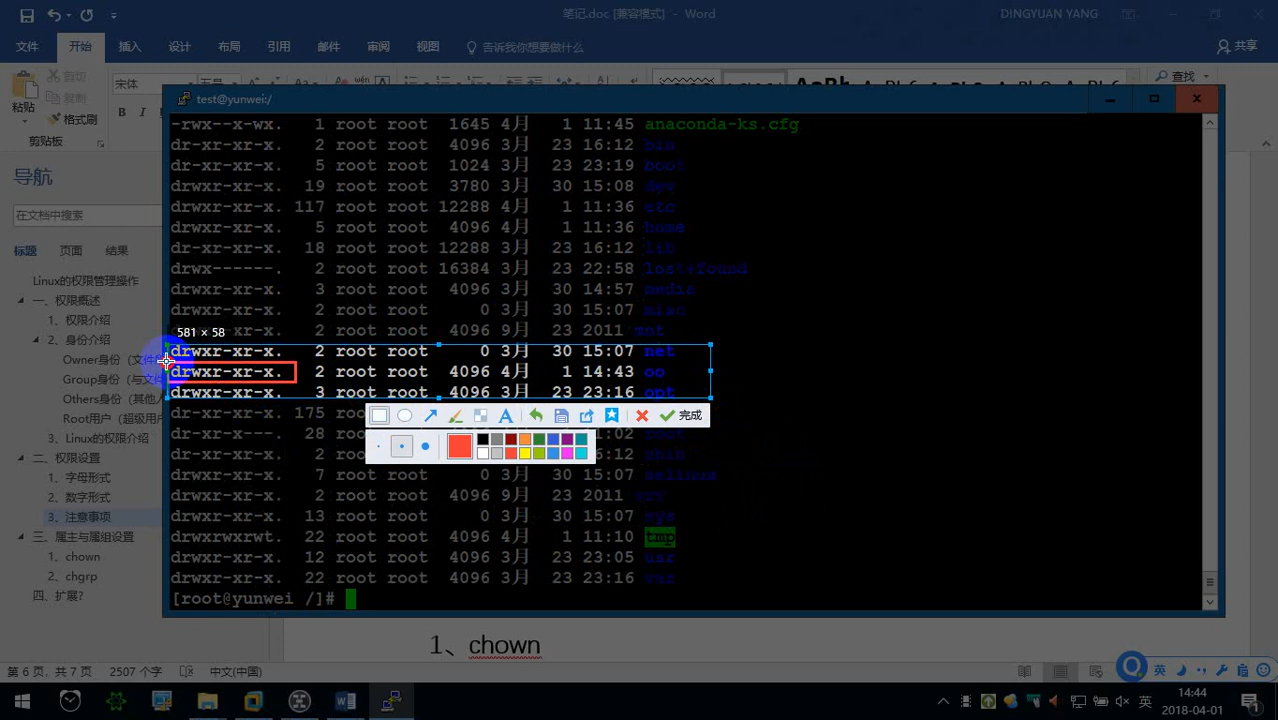 笔记.doc [兼容模式] - Word
DINGYUAN YANG
文件 开始 插入 设计 布局 引用 邮件 审阅 视图 告诉我你想要做什么 共享
粘贴 剪切
复制
格式刷
剪贴板
宋体
五号
B I
查找
导航
在文档中搜索
标题 页面 结果
Linux的权限管理操作
一、权限概述
1、权限介绍
2、身份介绍
Owner身份（文件
Group身份（与文件
Others身份（其他人
Root用户（超级用户
3、Linux的权限介绍
二、权限设置
1、字母形式
2、数字形式
3、注意事项
三、属主与属组设置
1、chown
2、chgrp
四、扩展?
test@yunwei:/
-rwx--x-wx. 1 root root 1645 4月 1 11:45 anaconda-ks.cfg
dr-xr-xr-x. 2 root root 4096 3月 23 16:12 bin
dr-xr-xr-x. 5 root root 1024 3月 23 23:19 boot
drwxr-xr-x. 19 root root 3780 3月 30 15:08 dev
drwxr-xr-x. 117 root root 12288 4月 1 11:36 etc
drwxr-xr-x. 5 root root 4096 4月 1 11:36 home
dr-xr-xr-x. 18 root root 12288 3月 23 16:12 lib
drwx------. 2 root root 16384 3月 23 22:58 lost+found
drwxr-xr-x. 3 root root 4096 3月 30 14:57 media
drwxr-xr-x. 2 root root 0 3月 30 15:07 misc
xr-x. 2 root root 4096 9月 23 2011 mnt
581 × 58
drwxr-xr-x. 2 root root 0 3月 30 15:07 net
drwxr-xr-x. 2 root root 4096 4月 1 14:43 oo
drwxr-xr-x. 3 root root 4096 3月 23 23:16 opt
dr-xr-xr-x. 175
完成
dr-xr-x---. 28 1:02 root
dr-xr-xr-x. 2 5:12 sbin
drwxr-xr-x. 7 root root 0 3月 30 15:07 selinux
drwxr-xr-x. 2 root root 4096 9月 23 2011 srv
drwxr-xr-x. 13 root root 0 3月 30 15:07 sys
drwxrwxrwt. 22 root root 4096 4月 1 11:10 tmp
drwxr-xr-x. 12 root root 4096 3月 23 23:05 usr
drwxr-xr-x. 22 root root 4096 3月 23 23:16 var
[root@yunwei /]#
1、chown
第 6 页，共 7 页 2507 个字 中文(中国)
英
英
14:44
2018-04-01
1